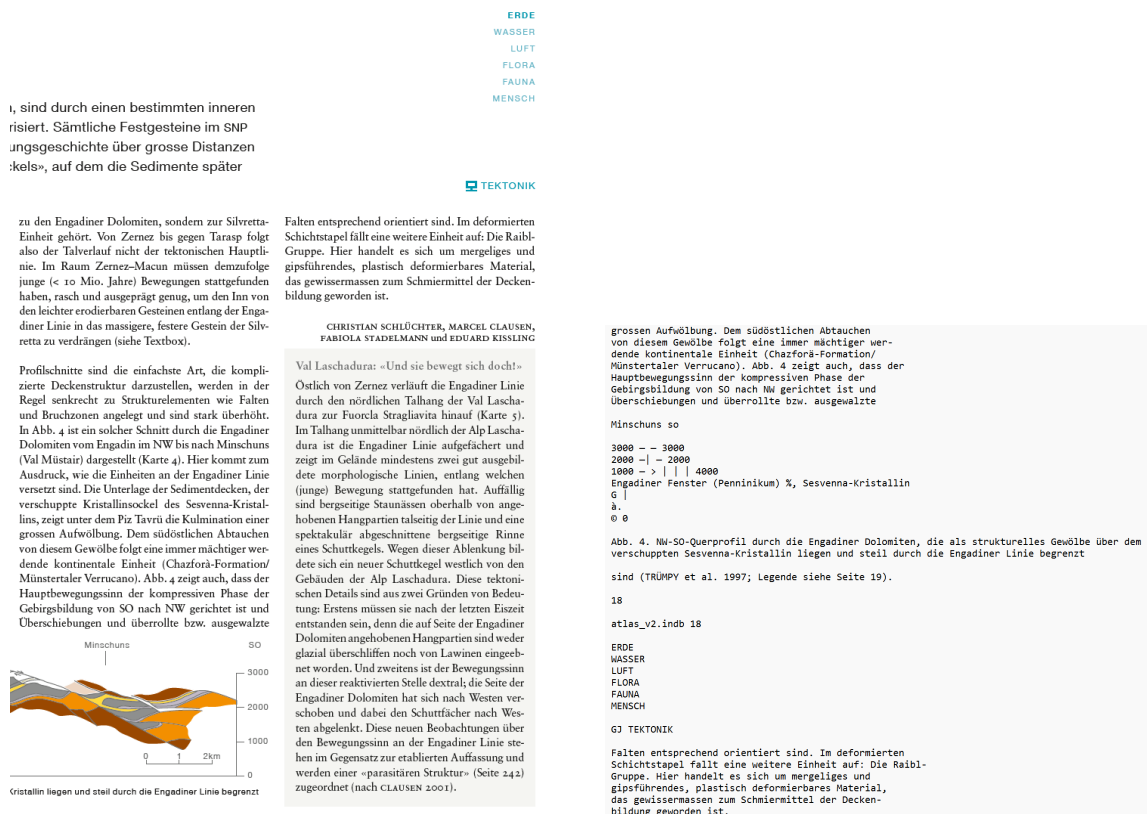 ERDE
WASSER
LUFT
FLORA
FAUNA
MENSCH
, sind durch einen bestimmten inneren
risiert. Sämtliche Festgesteine im SNP
ungsgeschichte über grosse Distanzen
ckels», auf dem die Sedimente später
TEKTONIK
zu den Engadiner Dolomiten, sondern zur Silvretta-
Einheit gehört. Von Zernez bis gegen Tarasp folgt
also der Talverlauf nicht der tektonischen Hauptli-
nie. Im Raum Zernez–Macun müssen demzufolge
junge (< 10 Mio. Jahre) Bewegungen stattgefunden
haben, rasch und ausgeprägt genug, um den Inn von
den leichter erodierbaren Gesteinen entlang der Enga-
diner Linie in das massigere, festere Gestein der Silv-
retta zu verdrängen (siehe Textbox).
Profilschnitte sind die einfachste Art, die kompli-
zierte Deckenstruktur darzustellen, werden in der
Regel senkrecht zu Strukturelementen wie Falten
und Bruchzonen angelegt und sind stark überhöht.
In Abb. 4 ist ein solcher Schnitt durch die Engadiner
Dolomiten vom Engadin im NW bis nach Minschuns
(Val Müstair) dargestellt (Karte 4). Hier kommt zum
Ausdruck, wie die Einheiten an der Engadiner Linie
versetzt sind. Die Unterlage der Sedimentdecken, der
verschuppte Kristallinsockel des Sesvenna-Kristal-
lins, zeigt unter dem Piz Tavrü die Kulmination einer
grossen Aufwölbung. Dem südöstlichen Abtauchen
von diesem Gewölbe folgt eine immer mächtiger wer-
dende kontinentale Einheit (Chazforà-Formation/
Münstertaler Verrucano). Abb. 4 zeigt auch, dass der
Hauptbewegungssinn der kompressiven Phase der
Gebirgsbildung von SO nach NW gerichtet ist und
Überschiebungen und überrollte bzw. ausgewalzte
Minschuns
SO
3000
2000
1000
0
0 1 2km
Kristallin liegen und steil durch die Engadiner Linie begrenzt
Falten entsprechend orientiert sind. Im deformierten
Schichtstapel fällt eine weitere Einheit auf: Die Raibl-
Gruppe. Hier handelt es sich um mergeliges und
gipsführendes, plastisch deformierbares Material,
das gewissermassen zum Schmiermittel der Decken-
bildung geworden ist.
CHRISTIAN SCHLÜCHTER, MARCEL CLAUSEN,
FABIOLA STADELMANN und EDUARD KISSLING
Val Laschadura: «Und sie bewegt sich doch!»
Östlich von Zernez verläuft die Engadiner Linie
durch den nördlichen Talhang der Val Lascha-
dura zur Fuorcla Stragliavita hinauf (Karte 5).
Im Talhang unmittelbar nördlich der Alp Lascha-
dura ist die Engadiner Linie aufgefächert und
zeigt im Gelände mindestens zwei gut ausgebil-
dete morphologische Linien, entlang welchen
(junge) Bewegung stattgefunden hat. Auffällig
sind bergseitige Staunässen oberhalb von ange-
hobenen Hangpartien talseitig der Linie und eine
spektakulär abgeschnittene bergseitige Rinne
eines Schuttkegels. Wegen dieser Ablenkung bil-
dete sich ein neuer Schuttkegel westlich von den
Gebäuden der Alp Laschadura. Diese tektoni-
schen Details sind aus zwei Gründen von Bedeu-
tung: Erstens müssen sie nach der letzten Eiszeit
entstanden sein, denn die auf Seite der Engadiner
Dolomiten angehobenen Hangpartien sind weder
glazial überschliffen noch von Lawinen eingeeb-
net worden. Und zweitens ist der Bewegungssinn
an dieser reaktivierten Stelle dextral; die Seite der
Engadiner Dolomiten hat sich nach Westen ver-
schoben und dabei den Schuttfächer nach Wes-
ten abgelenkt. Diese neuen Beobachtungen über
den Bewegungssinn an der Engadiner Linie ste-
hen im Gegensatz zur etablierten Auffassung und
werden einer «parasitären Struktur» (Seite 242)
zugeordnet (nach CLAUSEN 2001).
grossen Aufwölbung. Dem südöstlichen Abtauchen
von diesem Gewölbe folgt eine immer mächtiger wer-
dende kontinentale Einheit (Chazforä-Formation/
Münstertaler Verrucano). Abb. 4 zeigt auch, dass der
Hauptbewegungssinn der kompressiven Phase der
Gebirgsbildung von SO nach NW gerichtet ist und
Überschiebungen und überrollte bzw. ausgewalzte
Minschuns so
3000 — — 3000
2000 —| — 2000
1000 — > | | | 4000
Engadiner Fenster (Penninikum) %, Sesvenna-Kristallin
G |
à.
© 0
Abb. 4. NW-SO-Querprofil durch die Engadiner Dolomiten, die als strukturelles Gewölbe über dem
verschuppten Sesvenna-Kristallin liegen und steil durch die Engadiner Linie begrenzt
sind (TRÜMPY et al. 1997; Legende siehe Seite 19).
18
atlas_v2.indb 18
ERDE
WASSER
LUFT
FLORA
FAUNA
MENSCH
GJ TEKTONIK
Falten entsprechend orientiert sind. Im deformierten
Schichtstapel fallt eine weitere Einheit auf: Die Raibl-
Gruppe. Hier handelt es sich um mergeliges und
gipsführendes, plastisch deformierbares Material,
das gewissermassen zum Schmiermittel der Decken-
bildung geworden ist.